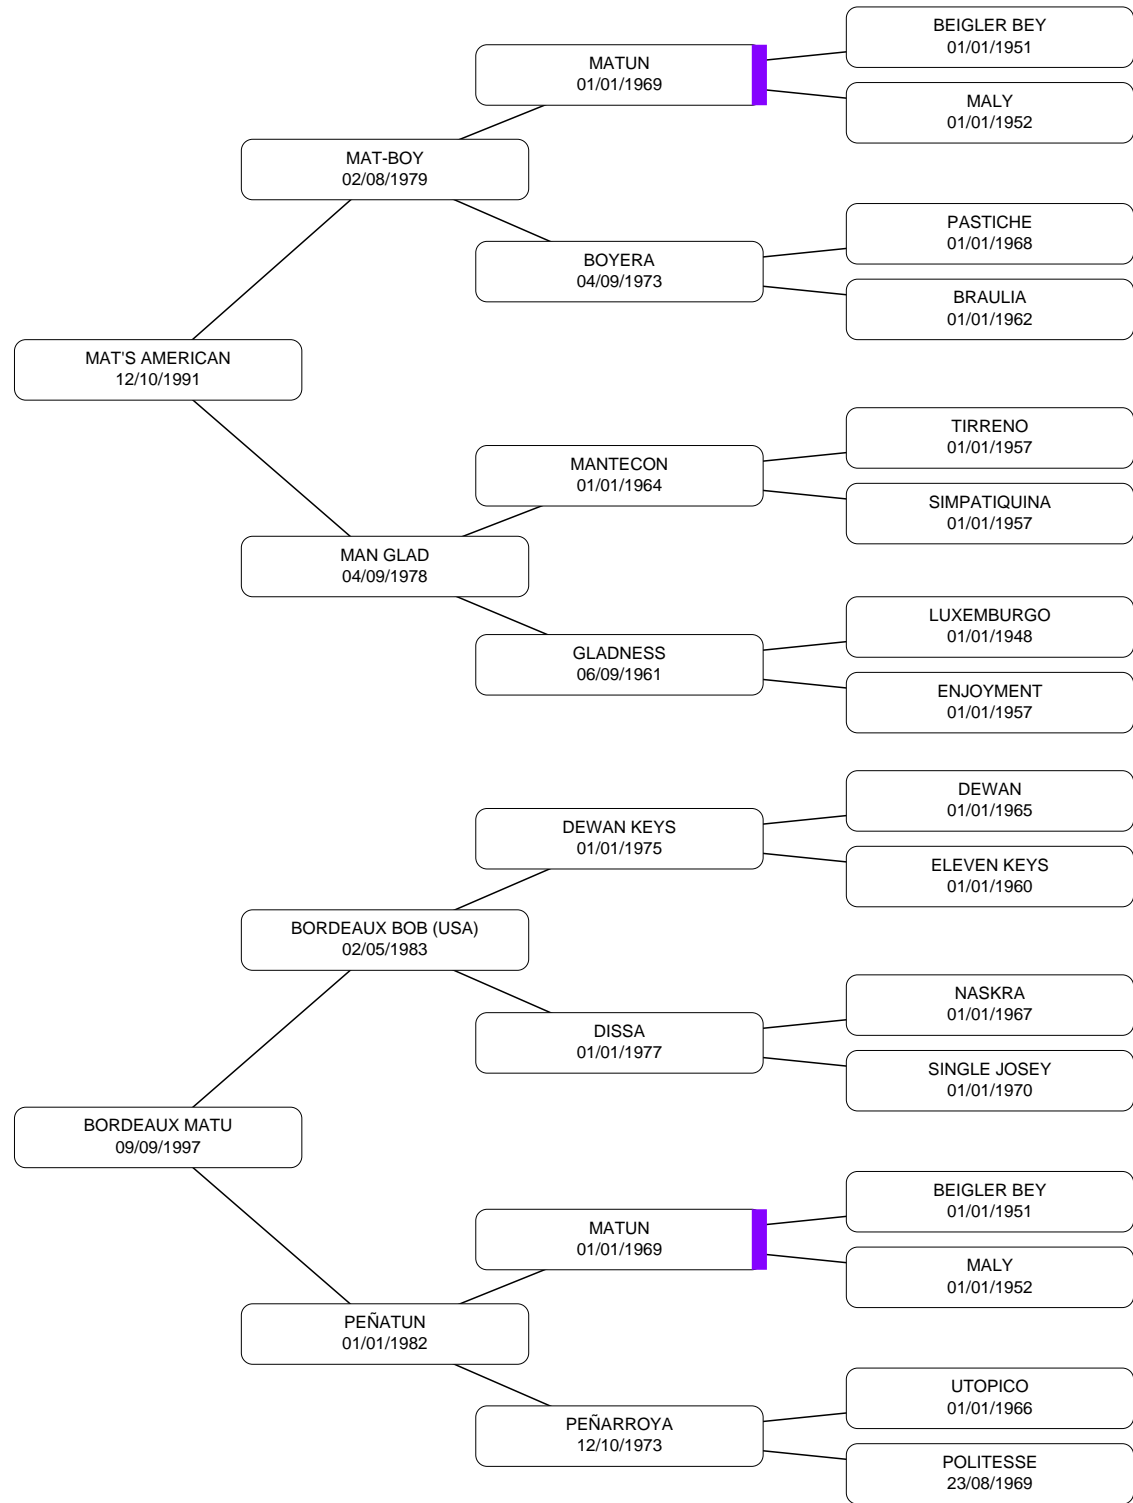 BEIGLER BEY
01/01/1951
MATUN
01/01/1969
MALY
01/01/1952
MAT-BOY
02/08/1979
PASTICHE
01/01/1968
BOYERA
04/09/1973
BRAULIA
01/01/1962
MAT'S AMERICAN
12/10/1991
TIRRENO
01/01/1957
MANTECON
01/01/1964
SIMPATIQUINA
01/01/1957
MAN GLAD
04/09/1978
LUXEMBURGO
01/01/1948
GLADNESS
06/09/1961
ENJOYMENT
01/01/1957
DEWAN
01/01/1965
DEWAN KEYS
01/01/1975
ELEVEN KEYS
01/01/1960
BORDEAUX BOB (USA)
02/05/1983
NASKRA
01/01/1967
DISSA
01/01/1977
SINGLE JOSEY
01/01/1970
BORDEAUX MATU
09/09/1997
BEIGLER BEY
01/01/1951
MATUN
01/01/1969
MALY
01/01/1952
PEÑATUN
01/01/1982
UTOPICO
01/01/1966
PEÑARROYA
12/10/1973
POLITESSE
23/08/1969